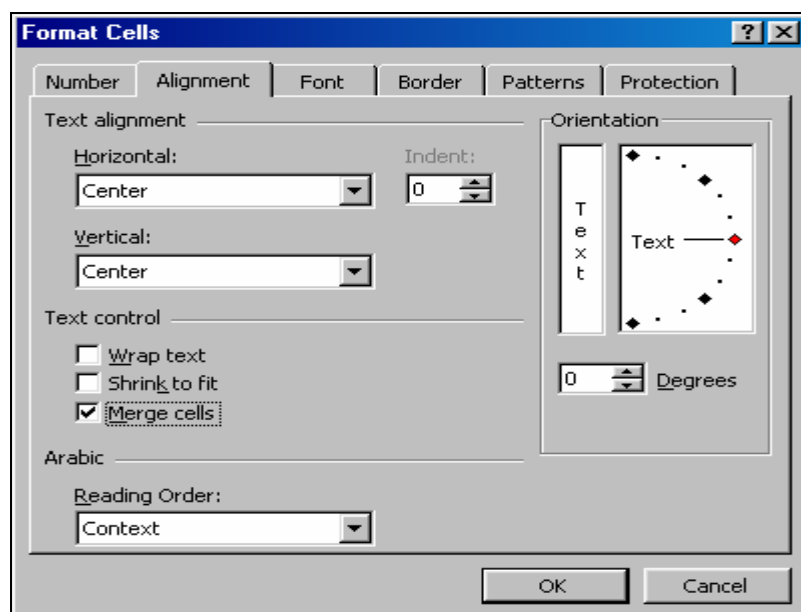 Format Cells
Number Alignment Font Border Patterns Protection
Text alignment
Horizontal: Indent:
Center 0
Vertical:
Center
Text control
Wrap text
Shrink to fit
Merge cells
Arabic
Reading Order:
Context
Orientation
T
e
x
t
Text
0 Degrees
OK Cancel